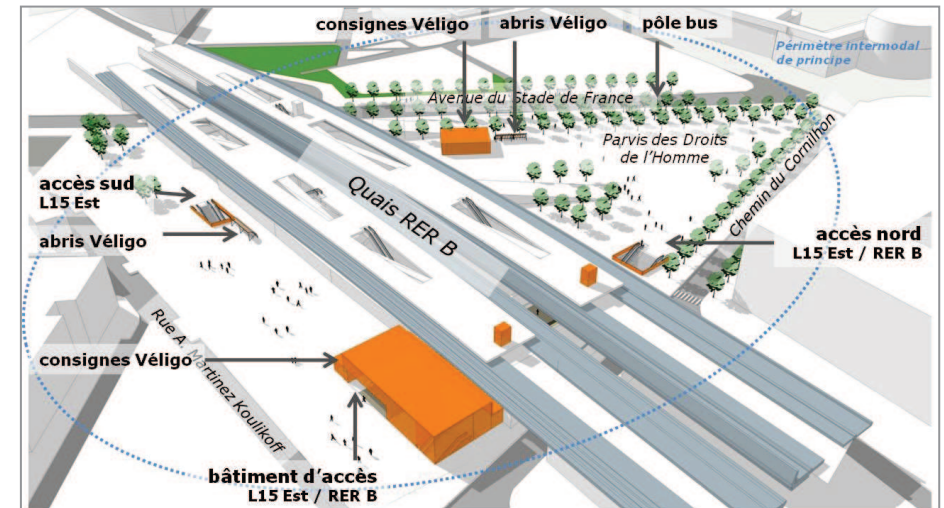 consignes Véligo
abris Véligo
pôle bus
Périmètre intermodal
de principe
Avenue du Stade de France
Parvis des Droits
de l’Homme
Chemin du Cornilhon
accès sud
L15 Est
abris Véligo
Quais RER B
accès nord
L15 Est / RER B
Rue A. Martinez Koulikoff
consignes Véligo
bâtiment d’accès
L15 Est / RER B